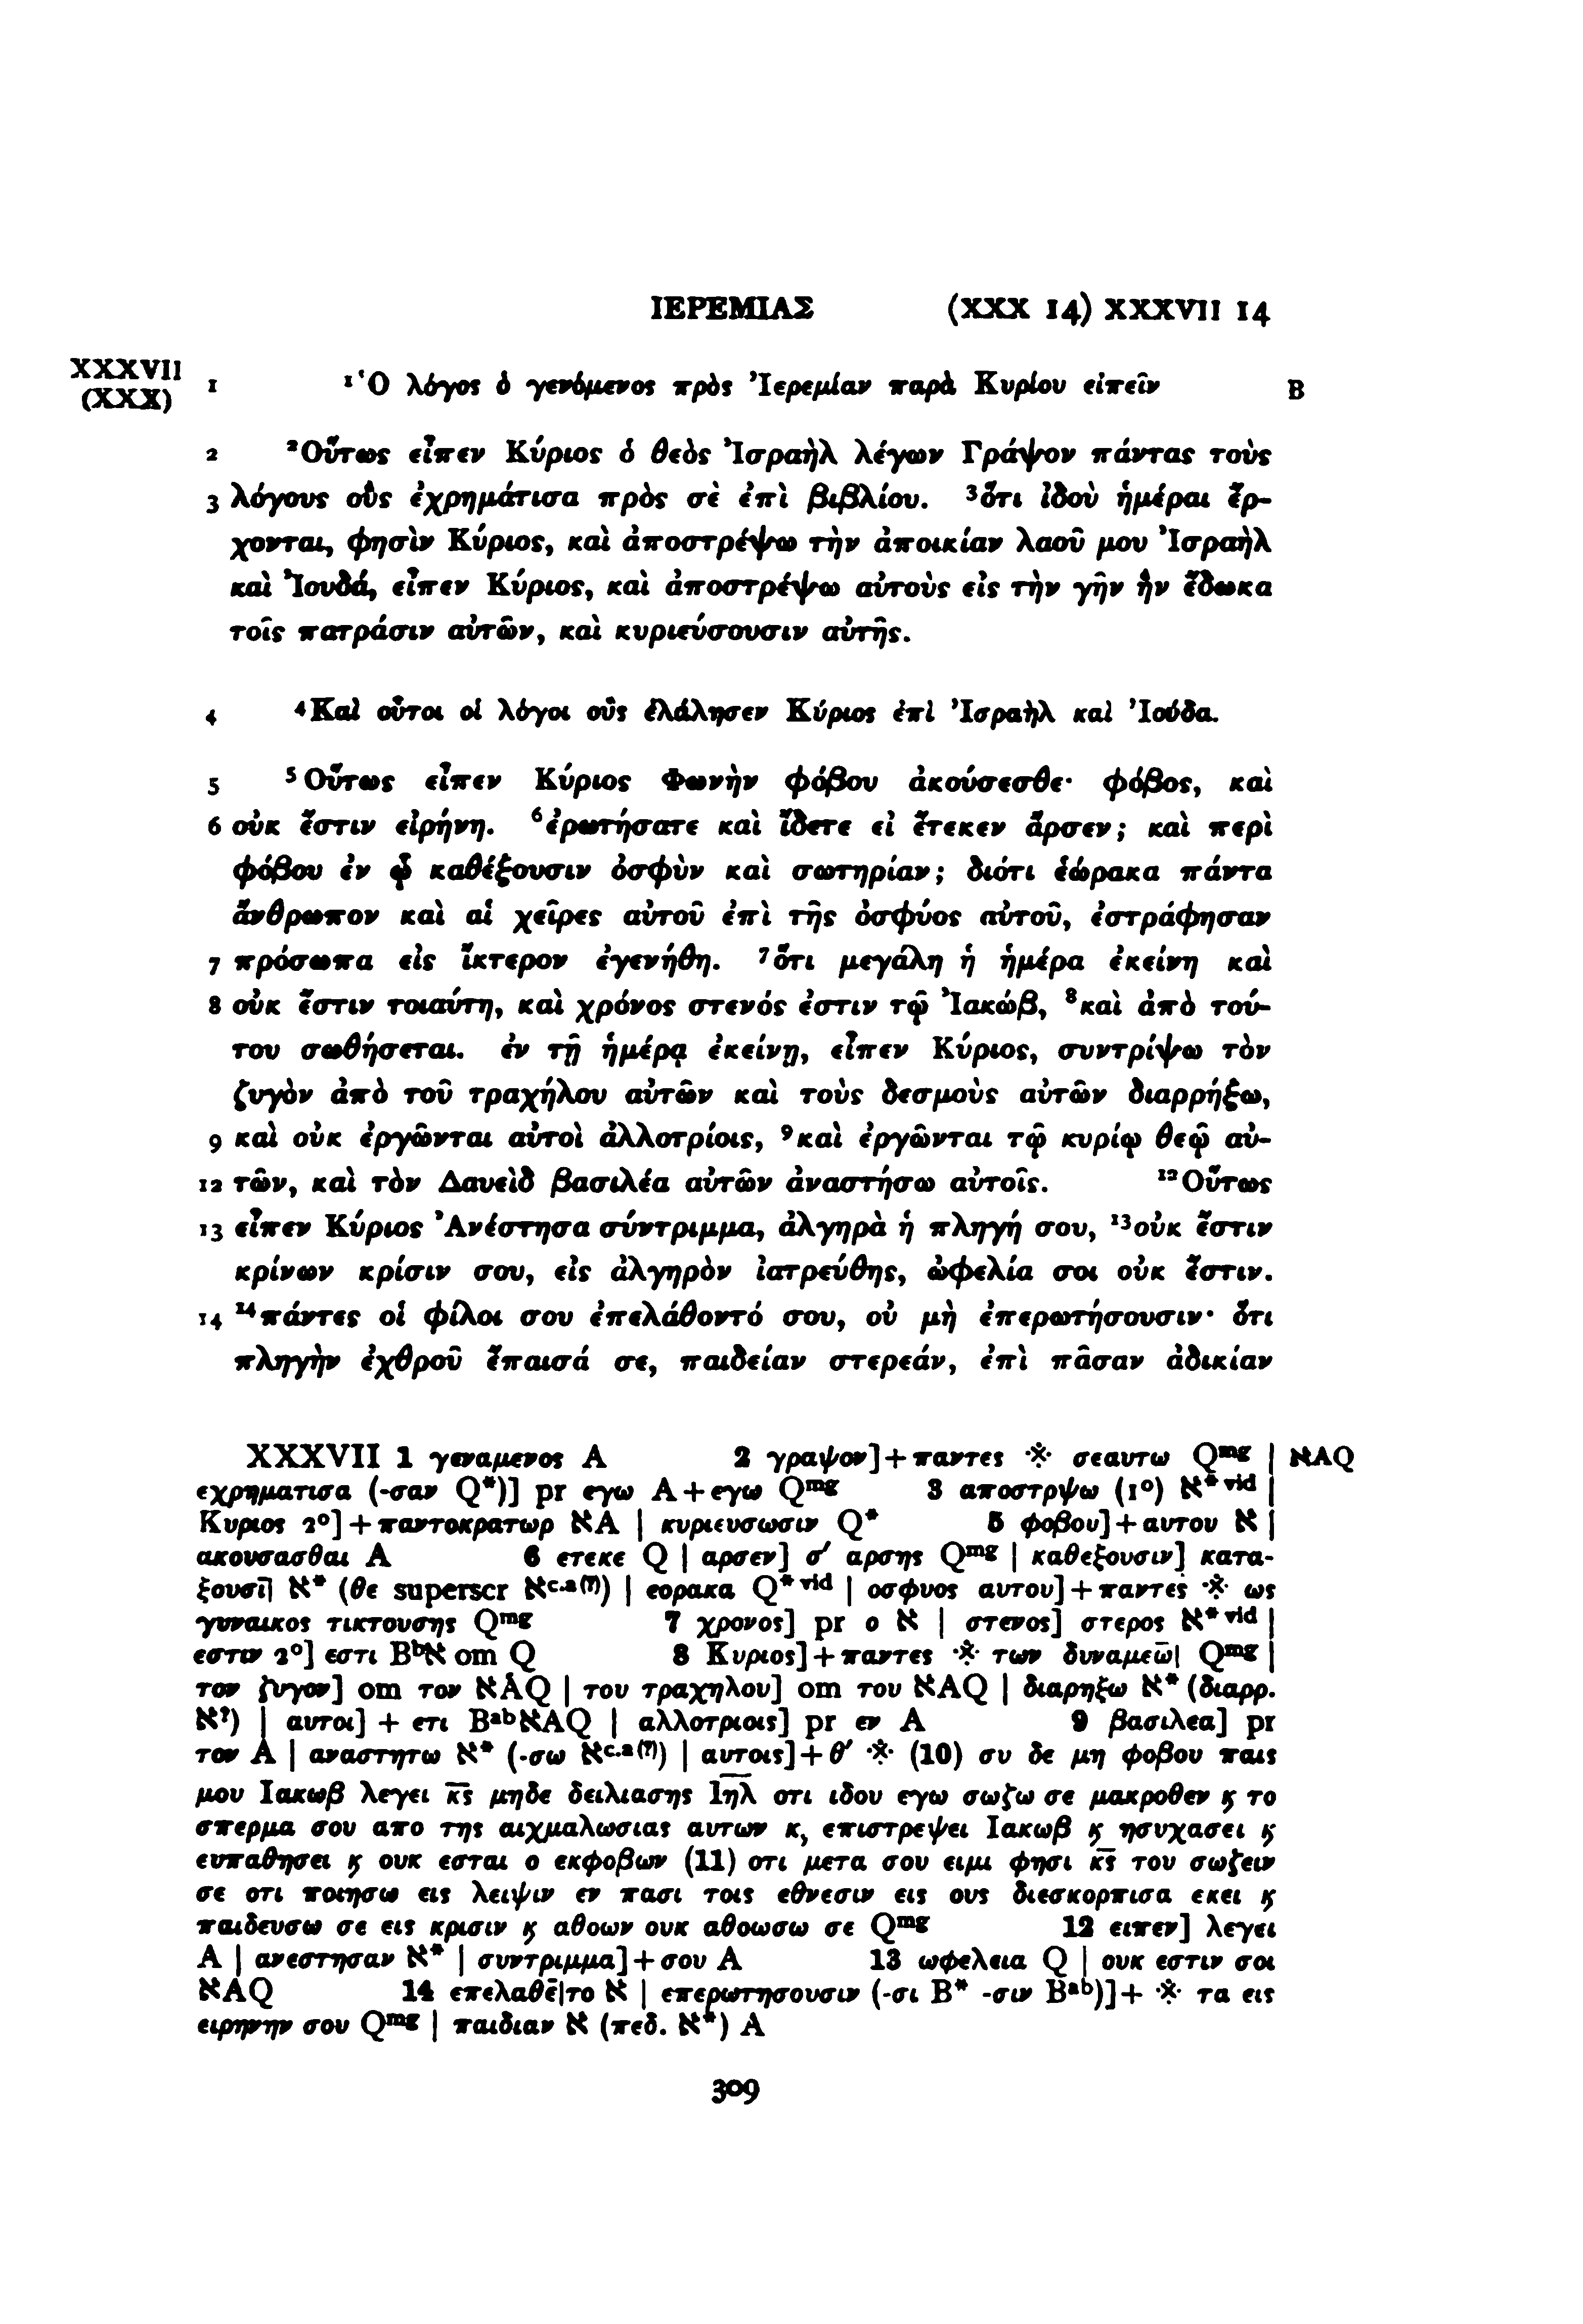 ΙΕΡΕΜΙΑΣ (XXX 14) XXXVII 14
XXXVII
(XXX)
1 ¹Ὁ λόγος ὁ γενόμενος πρὸς Ἰερεμίαν παρὰ Κυρίου εἰπεῖν B
2 ²Οὕτως εἶπεν Κύριος ὁ θεὸς Ἰσραὴλ λέγων Γράψον πάντας τοὺς
3 λόγους οὓς ἐχρημάτισα πρὸς σὲ ἐπὶ βιβλίου. ³ὅτι ἰδοὺ ἡμέραι ἔρ-
χονται, φησὶν Κύριος, καὶ ἀποστρέψω τὴν ἀποικίαν λαοῦ μου Ἰσραὴλ
καὶ Ἰουδά, εἶπεν Κύριος, καὶ ἀποστρέψω αὐτοὺς εἰς τὴν γῆν ἣν ἔδωκα
τοῖς πατράσιν αὐτῶν, καὶ κυριεύσουσιν αὐτῆς.
4 ⁴Καὶ οὗτοι οἱ λόγοι οὓς ἐλάλησεν Κύριος ἐπὶ Ἰσραὴλ καὶ Ἰούδα.
5 ⁵Οὕτως εἶπεν Κύριος Φωνὴν φόβου ἀκούσεσθε· φόβος, καὶ
6 οὐκ ἔστιν εἰρήνη. ⁶ἐρωτήσατε καὶ ἴδετε εἰ ἔτεκεν ἄρσεν; καὶ περὶ
φόβου ἐν ᾧ καθέξουσιν ὀσφὺν καὶ σωτηρίαν; διότι ἑώρακα πάντα
ἄνθρωπον καὶ αἱ χεῖρες αὐτοῦ ἐπὶ τῆς ὀσφύος αὐτοῦ, ἐστράφησαν
7 πρόσωπα εἰς ἴκτερον ἐγενήθη. ⁷ὅτι μεγάλη ἡ ἡμέρα ἐκείνη καὶ
8 οὐκ ἔστιν τοιαύτη, καὶ χρόνος στενός ἐστιν τῷ Ἰακώβ, ⁸καὶ ἀπὸ τού-
του σωθήσεται. ἐν τῇ ἡμέρᾳ ἐκείνῃ, εἶπεν Κύριος, συντρίψω τὸν
ζυγὸν ἀπὸ τοῦ τραχήλου αὐτῶν καὶ τοὺς δεσμοὺς αὐτῶν διαρρήξω,
9 καὶ οὐκ ἐργῶνται αὐτοὶ ἀλλοτρίοις, ⁹καὶ ἐργῶνται τῷ κυρίῳ θεῷ αὐ-
12 τῶν, καὶ τὸν Δαυεὶδ βασιλέα αὐτῶν ἀναστήσω αὐτοῖς. ¹²Οὕτως
13 εἶπεν Κύριος Ἀνέστησα σύντριμμα, ἀλγηρὰ ἡ πληγή σου, ¹³οὐκ ἔστιν
κρίνων κρίσιν σου, εἰς ἀλγηρὸν ἰατρεύθης, ὠφελία σοι οὐκ ἔστιν.
14 ¹⁴πάντες οἱ φίλοι σου ἐπελάθοντό σου, οὐ μὴ ἐπερωτήσουσιν· ὅτι
πληγὴν ἐχθροῦ ἔπαισά σε, παιδείαν στερεάν, ἐπὶ πᾶσαν ἀδικίαν
XXXVII 1 γεναμενος A 2 γραψον]+παντες ※ σεαυτω Qᵐᵍ | אAQ
εχρηματισα (-σαν Q*)] pr εγω A+εγω Qᵐᵍ 3 αποστρψω (1°) א* ᵛⁱᵈ |
Κυριος 2°]+παντοκρατωρ אA | κυριευσωσιν Q* 5 φοβου]+αυτου א |
ακουσασθαι A 6 ετεκε Q | αρσεν] σ′ αρσης Qᵐᵍ | καθεξουσιν] κατα-
ξουσῑ| א* (θε superscr אᶜ·ᵃ⁽?⁾) | εορακα Q* ᵛⁱᵈ | οσφυος αυτου]+παντες ※ ως
γυναικος τικτουσης Qᵐᵍ 7 χρονος] pr ο א | στενος] στερος א* ᵛⁱᵈ |
εστιν 2°] εστι Bᵇא om Q 8 Κυριος]+παντες ※ των δυναμεω̄| Qᵐᵍ |
τον ζυγον] om τον אAQ | του τραχηλου] om του אAQ | διαρηξω א* (διαρρ.
א?) | αυτοι] + ετι BᵃᵇאAQ | αλλοτριοις] pr εν A 9 βασιλεα] pr
τον A | αναστητω א* (-σω אᶜ·ᵃ⁽?⁾) | αυτοις]+θ′ ※ (10) συ δε μη φοβου παις
μου Ιακωβ λεγει κ̅ς̅ μηδε δειλιασης Ι̅η̅λ̅ οτι ιδου εγω σωζω σε μακροθεν ϗ το
σπερμα σου απο της αιχμαλωσιας αυτων κ, επιστρεψει Ιακωβ ϗ ησυχασει ϗ
ευπαθησει ϗ ουκ εσται ο εκφοβων (11) οτι μετα σου ειμι φησι κ̅ς̅ του σωζειν
σε οτι ποιησω εις λειψιν εν πασι τοις εθνεσιν εις ους διεσκορπισα εκει ϗ
παιδευσω σε εις κρισιν ϗ αθοων ουκ αθοωσω σε Qᵐᵍ 12 ειπεν] λεγει
A | ανεστησαν א* | συντριμμα]+σου A 13 ωφελεια Q | ουκ εστιν σοι
אAQ 14 επελαθε̄|το א | επερωτησουσιν (-σι B* -σιν Bᵃᵇ)]+ ※ τα εις
ειρηνην σου Qᵐᵍ | παιδιαν א (πεδ. א*) A
309